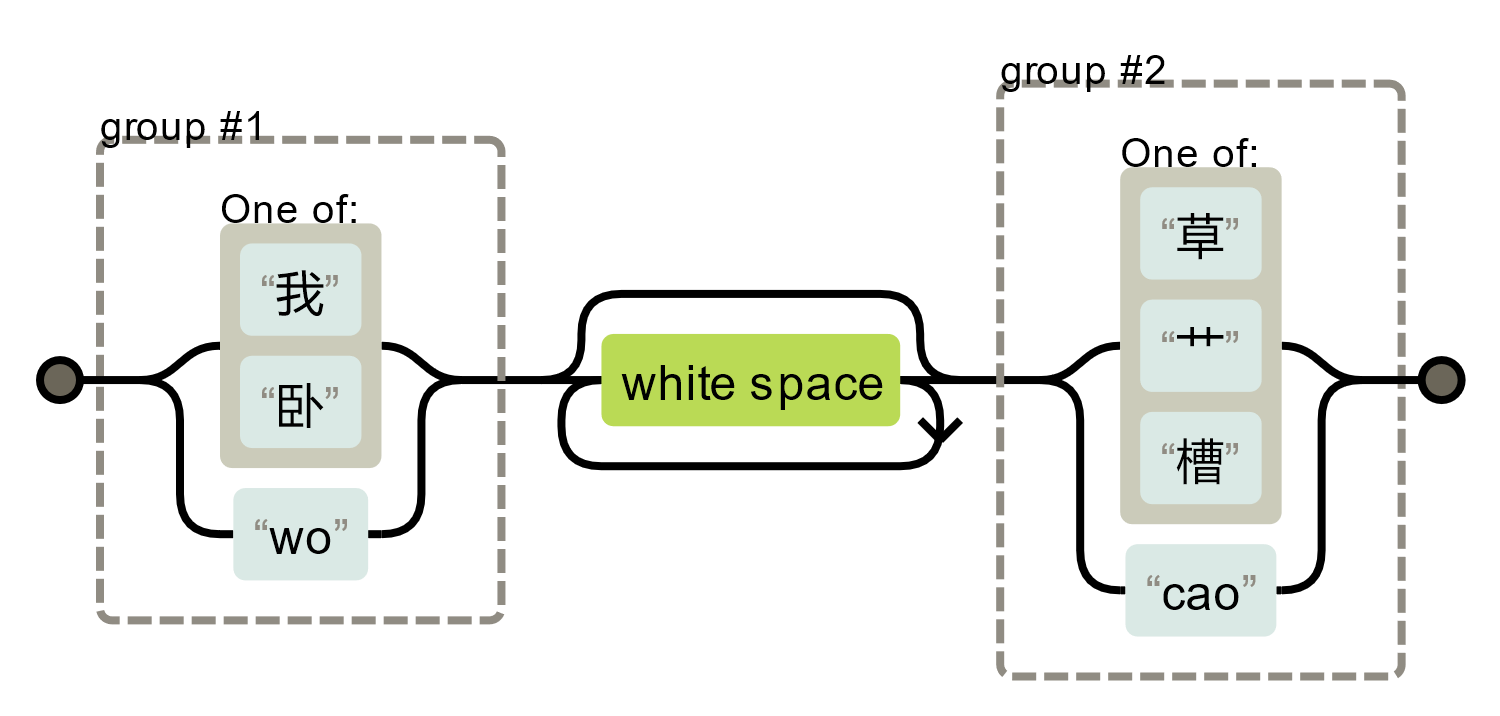 group #1
One of:
“我”
“卧”
“wo”
white space
group #2
One of:
“草”
“艹”
“槽”
“cao”